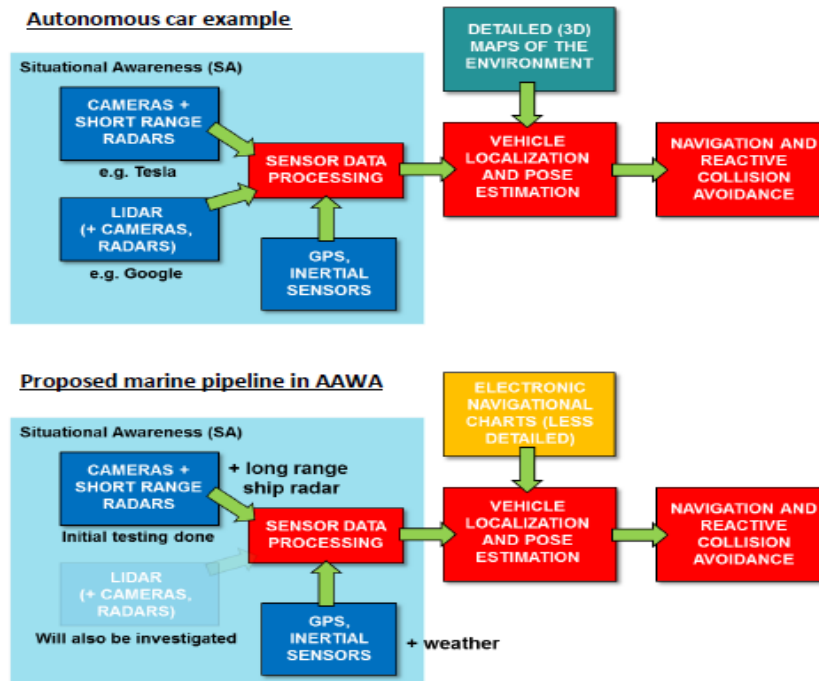 Autonomous car example
DETAILED (3D)
MAPS OF THE
ENVIRONMENT
Situational Awareness (SA)
CAMERAS +
SHORT RANGE
RADARS
e.g. Tesla
SENSOR DATA
PROCESSING
VEHICLE
LOCALIZATION
AND POSE
ESTIMATION
NAVIGATION AND
REACTIVE
COLLISION
AVOIDANCE
LIDAR
(+ CAMERAS,
RADARS)
e.g. Google
GPS,
INERTIAL
SENSORS
Proposed marine pipeline in AAWA
ELECTRONIC
NAVIGATIONAL
CHARTS (LESS
DETAILED)
Situational Awareness (SA)
CAMERAS +
SHORT RANGE
RADARS
+ long range
ship radar
Initial testing done
SENSOR DATA
PROCESSING
VEHICLE
LOCALIZATION
AND POSE
ESTIMATION
NAVIGATION AND
REACTIVE
COLLISION
AVOIDANCE
LIDAR
(+ CAMERAS,
RADARS)
Will also be investigated
GPS,
INERTIAL
SENSORS
+ weather